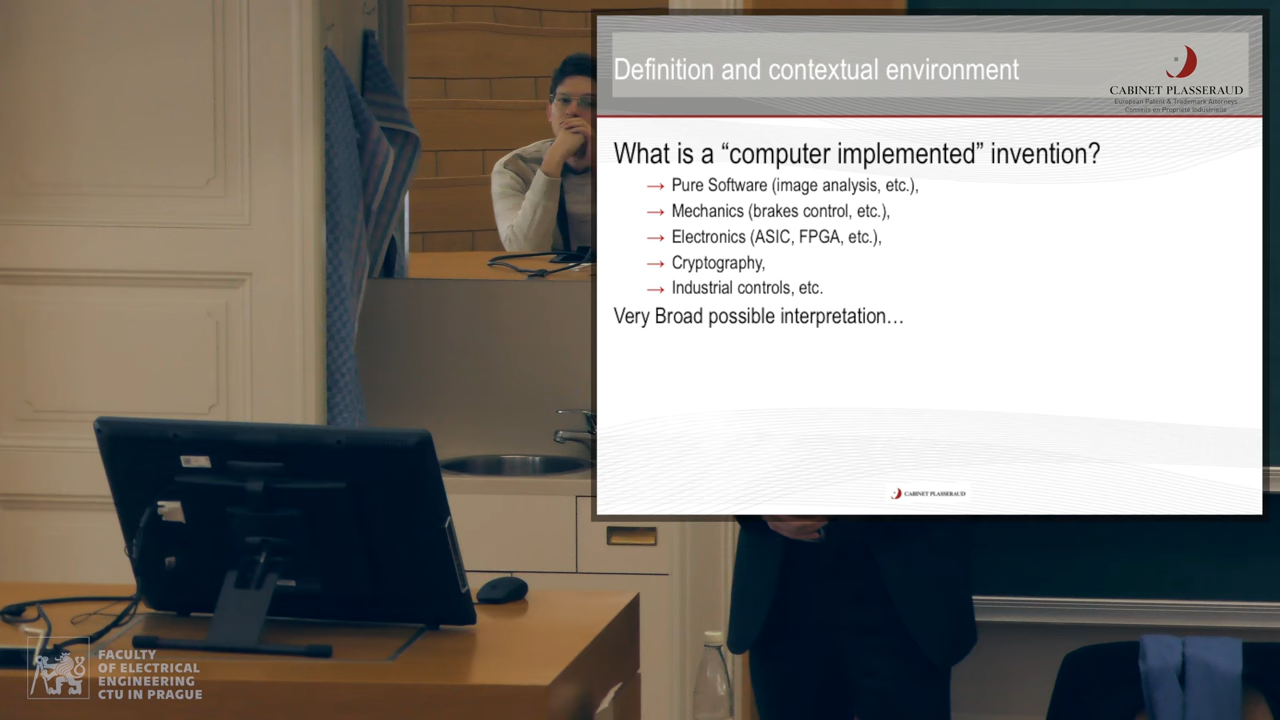 Definition and contextual environment
CABINET PLASSERAUD
European Patent & Trademark Attorneys
Conseils en Propriété Industrielle
What is a “computer implemented” invention?
→ Pure Software (image analysis, etc.),
→ Mechanics (brakes control, etc.),
→ Electronics (ASIC, FPGA, etc.),
→ Cryptography,
→ Industrial controls, etc.
Very Broad possible interpretation…
CABINET PLASSERAUD
FACULTY
OF ELECTRICAL
ENGINEERING
CTU IN PRAGUE